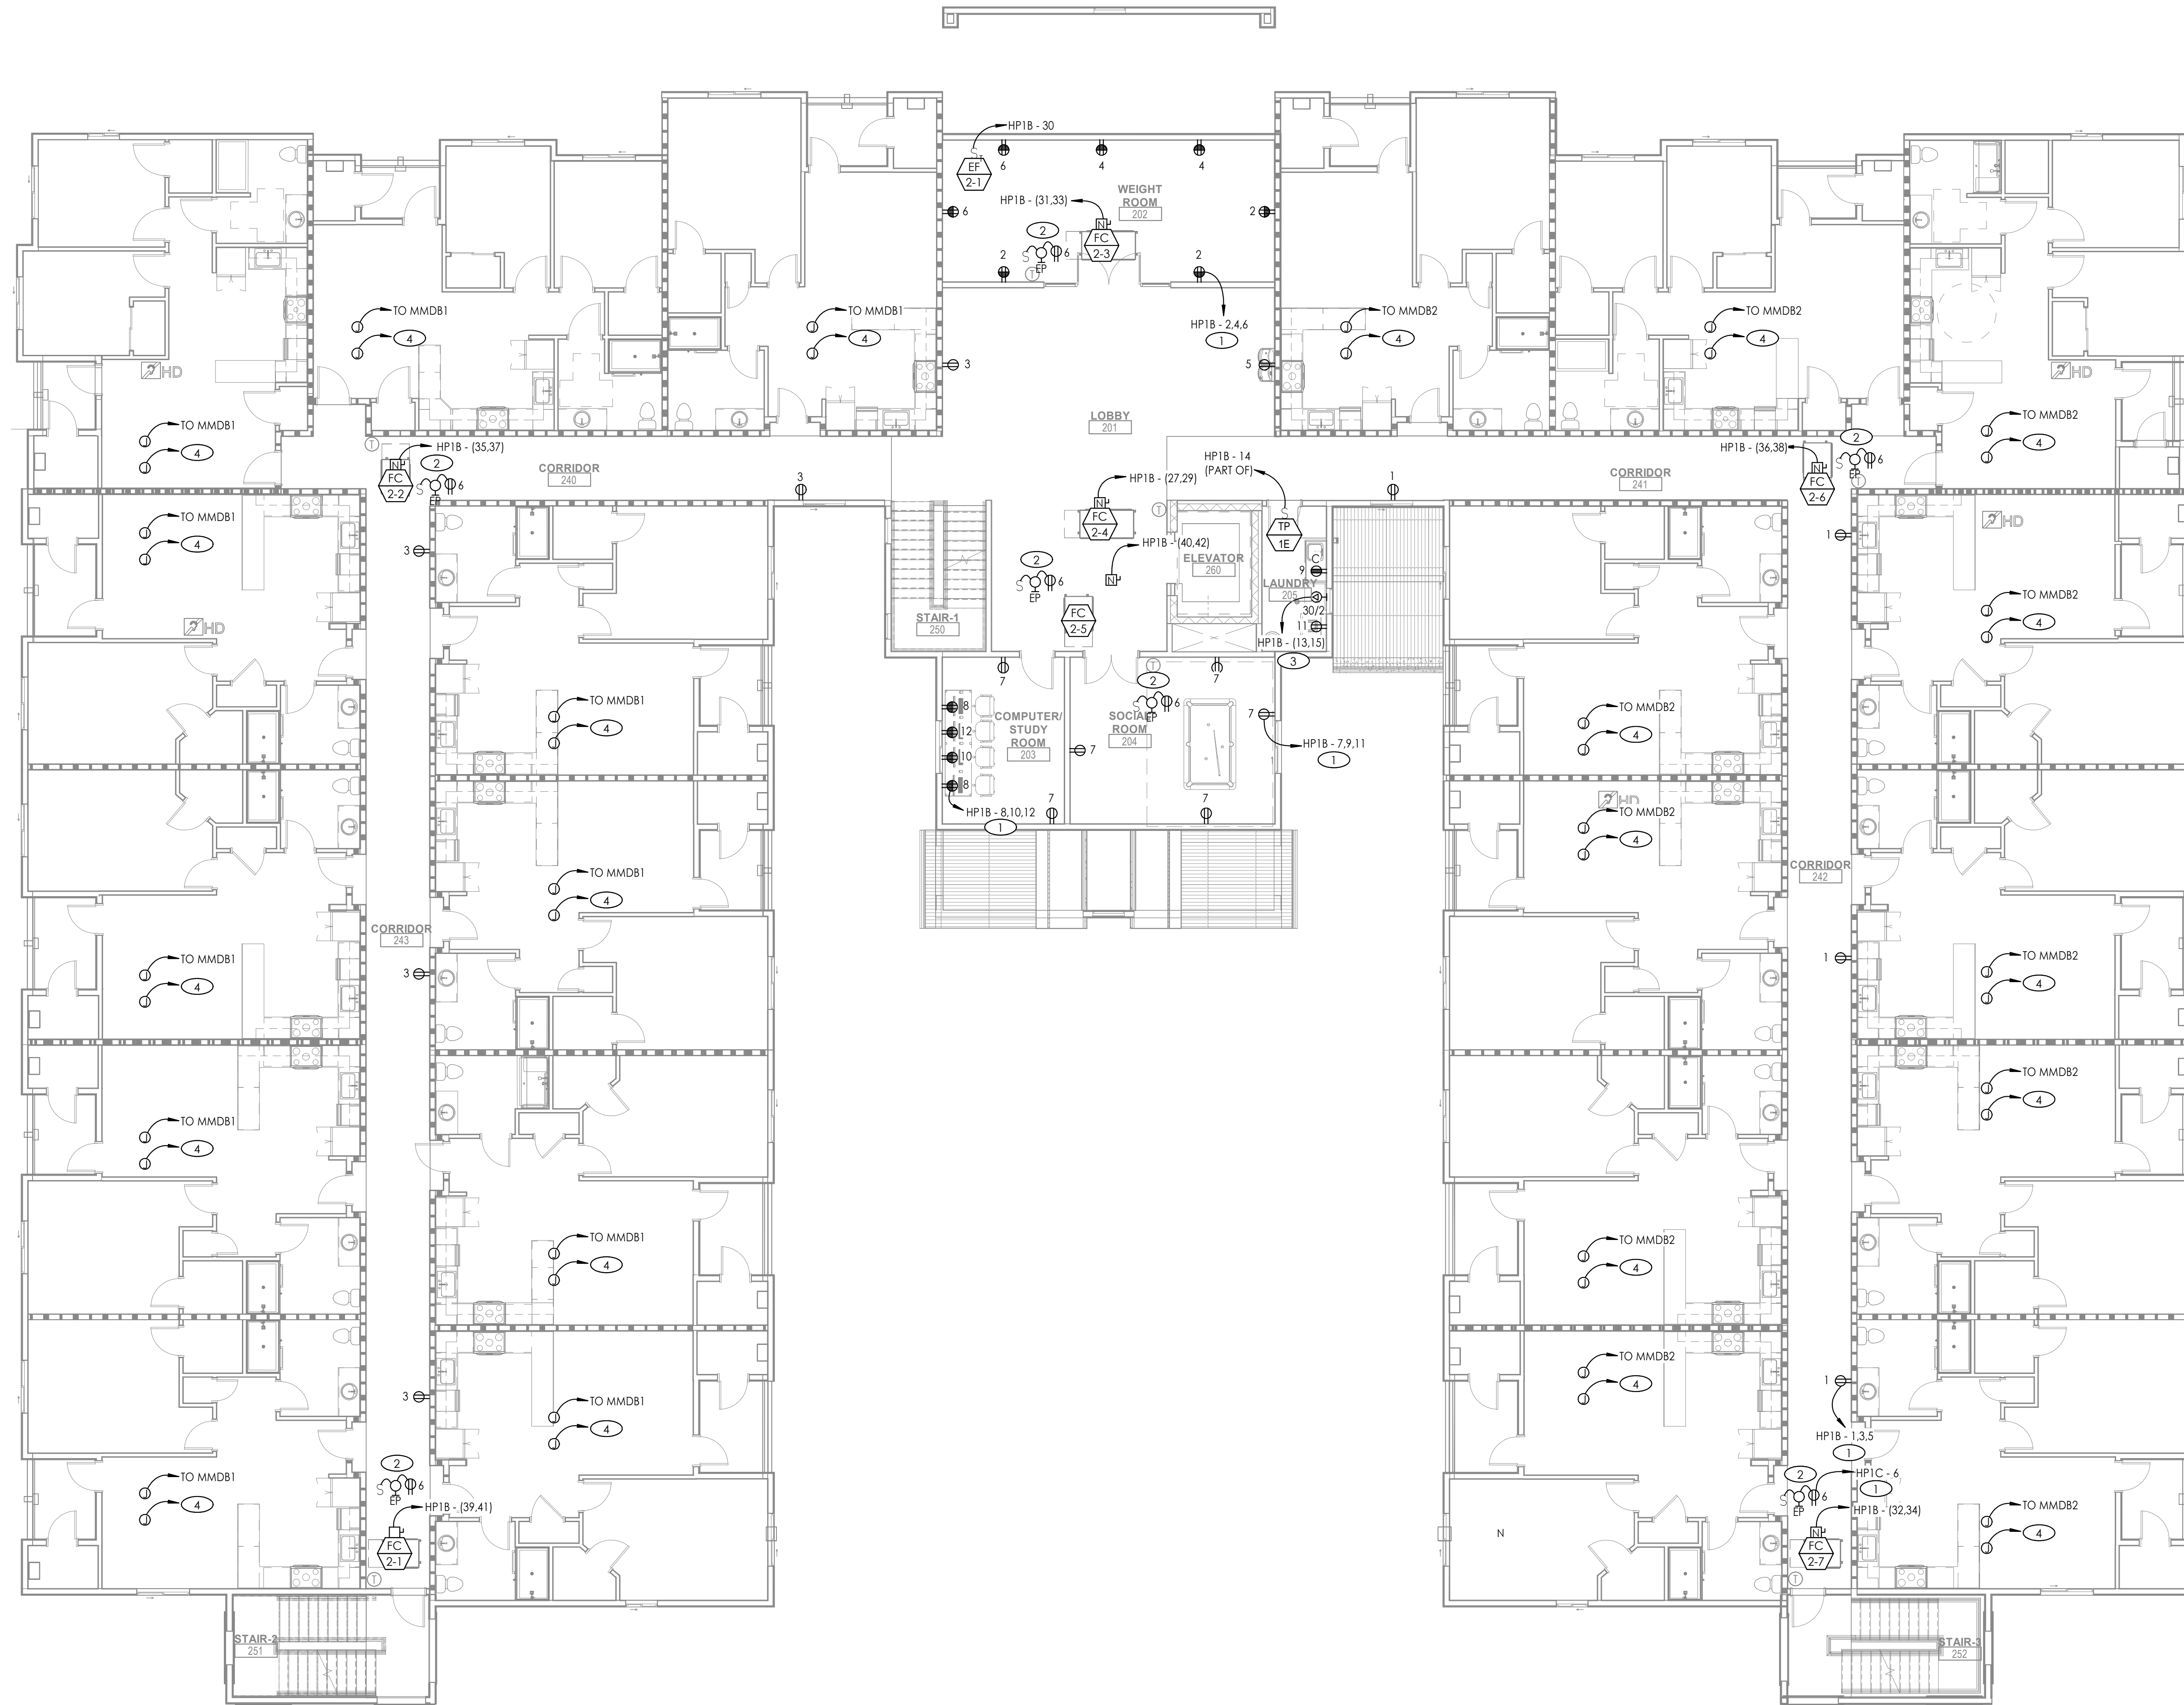 HP1B - 30
S
T
EF
2-1
6
4
4
WEIGHT
ROOM
202
HP1B - (31,33)
N
FC
2-3
6
2
2
S
6
EP
T
2
2
HP1B - 2,4,6
1
TO MMDB1
4
TO MMDB1
4
3
5
TO MMDB2
4
TO MMDB2
4
HD
HD
LOBBY
201
TO MMDB1
4
T
HP1B - (35,37)
N
FC
2-2
2
S
6
EP
CORRIDOR
240
HP1B - 14
(PART OF)
HP1B - (27,29)
N
FC
2-4
CORRIDOR
241
HP1B - (36,38)
N
FC
2-6
2
S
6
EP
T
TO MMDB2
4
3
1
T
S
TP
1E
TO MMDB1
4
3
HD
1
HD
HP1B - (40,42)
N
2
S
6
EP
FC
2-5
ELEVATOR
260
C
9
LAUNDRY
205
30/2
11
HP1B - (13,15)
3
STAIR-1
250
TO MMDB2
4
7
T
7
2
S
6
EP
7
TO MMDB1
4
8
12
10
8
COMPUTER/
STUDY
ROOM
203
SOCIAL
ROOM
204
7
HP1B - 7,9,11
1
TO MMDB2
4
HP1B - 8,10,12
1
7
7
HD
TO MMDB2
4
TO MMDB1
4
CORRIDOR
242
CORRIDOR
243
TO MMDB1
4
3
1
TO MMDB2
4
TO MMDB1
4
TO MMDB2
4
TO MMDB1
4
TO MMDB2
4
TO MMDB1
4
3
TO MMDB2
4
1
HP1B - 1,3,5
1
TO MMDB1
4
2
S
6
EP
HP1B - (39,41)
FC
2-1
T
N
2
S
6
EP
HP1C - 6
1
HP1B - (32,34)
N
FC
2-7
T
TO MMDB2
4
STAIR-2
251
STAIR-3
252